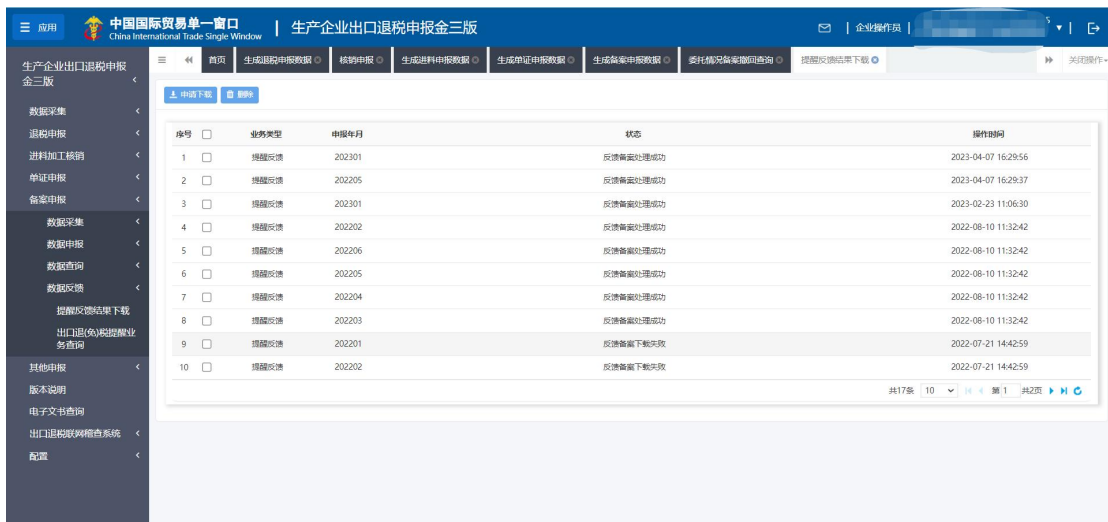 应用 中国国际贸易单一窗口 生产企业出口退税申报金三版 企业操作员
China International Trade Single Window
首页 生成退税申报数据 核销申报 生成进料申报数据 生成单证申报数据 生成备案申报数据 委托情况备案撤回查询 提醒反馈结果下载 关闭操作
生产企业出口退税申报
金三版
数据采集
退税申报
进料加工核销
单证申报
备案申报
数据采集
数据申报
数据查询
数据反馈
提醒反馈结果下载
出口退(免)税提醒业
务查询
其他申报
版本说明
电子文书查询
出口退税联网稽查系统
配置
申请下载 删除
序号 业务类型 申报年月 状态 操作时间
1 提醒反馈 202301 反馈备案处理成功 2023-04-07 16:29:56
2 提醒反馈 202205 反馈备案处理成功 2023-04-07 16:29:37
3 提醒反馈 202301 反馈备案处理成功 2023-02-23 11:06:30
4 提醒反馈 202202 反馈备案处理成功 2022-08-10 11:32:42
5 提醒反馈 202206 反馈备案处理成功 2022-08-10 11:32:42
6 提醒反馈 202205 反馈备案处理成功 2022-08-10 11:32:42
7 提醒反馈 202204 反馈备案处理成功 2022-08-10 11:32:42
8 提醒反馈 202203 反馈备案处理成功 2022-08-10 11:32:42
9 提醒反馈 202201 反馈备案下载失败 2022-07-21 14:42:59
10 提醒反馈 202202 反馈备案下载失败 2022-07-21 14:42:59
共17条 10 第 1 共2页